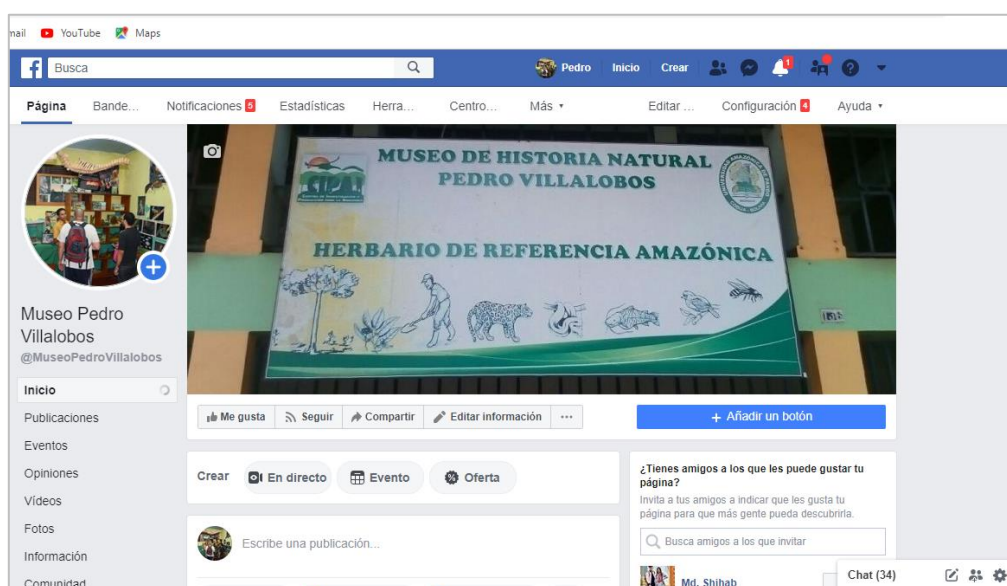 mail YouTube Maps
Busca Pedro Inicio Crear 1
Página Bande... Notificaciones 5 Estadísticas Herra... Centro... Más Editar ... Configuración 4 Ayuda
MUSEO DE HISTORIA NATURAL
PEDRO VILLALOBOS
CIPA
HERBARIO DE REFERENCIA AMAZÓNICA
Museo Pedro
Villalobos
@MuseoPedroVillalobos
Inicio
Publicaciones
Eventos
Opiniones
Vídeos
Fotos
Información
Comunidad
Me gusta Seguir Compartir Editar información ...
+ Añadir un botón
Crear En directo Evento Oferta
Escribe una publicación...
¿Tienes amigos a los que les puede gustar tu
página?
Invita a tus amigos a indicar que les gusta tu
página para que más gente pueda descubrirla.
Busca amigos a los que invitar
Md. Shihab
Chat (34)